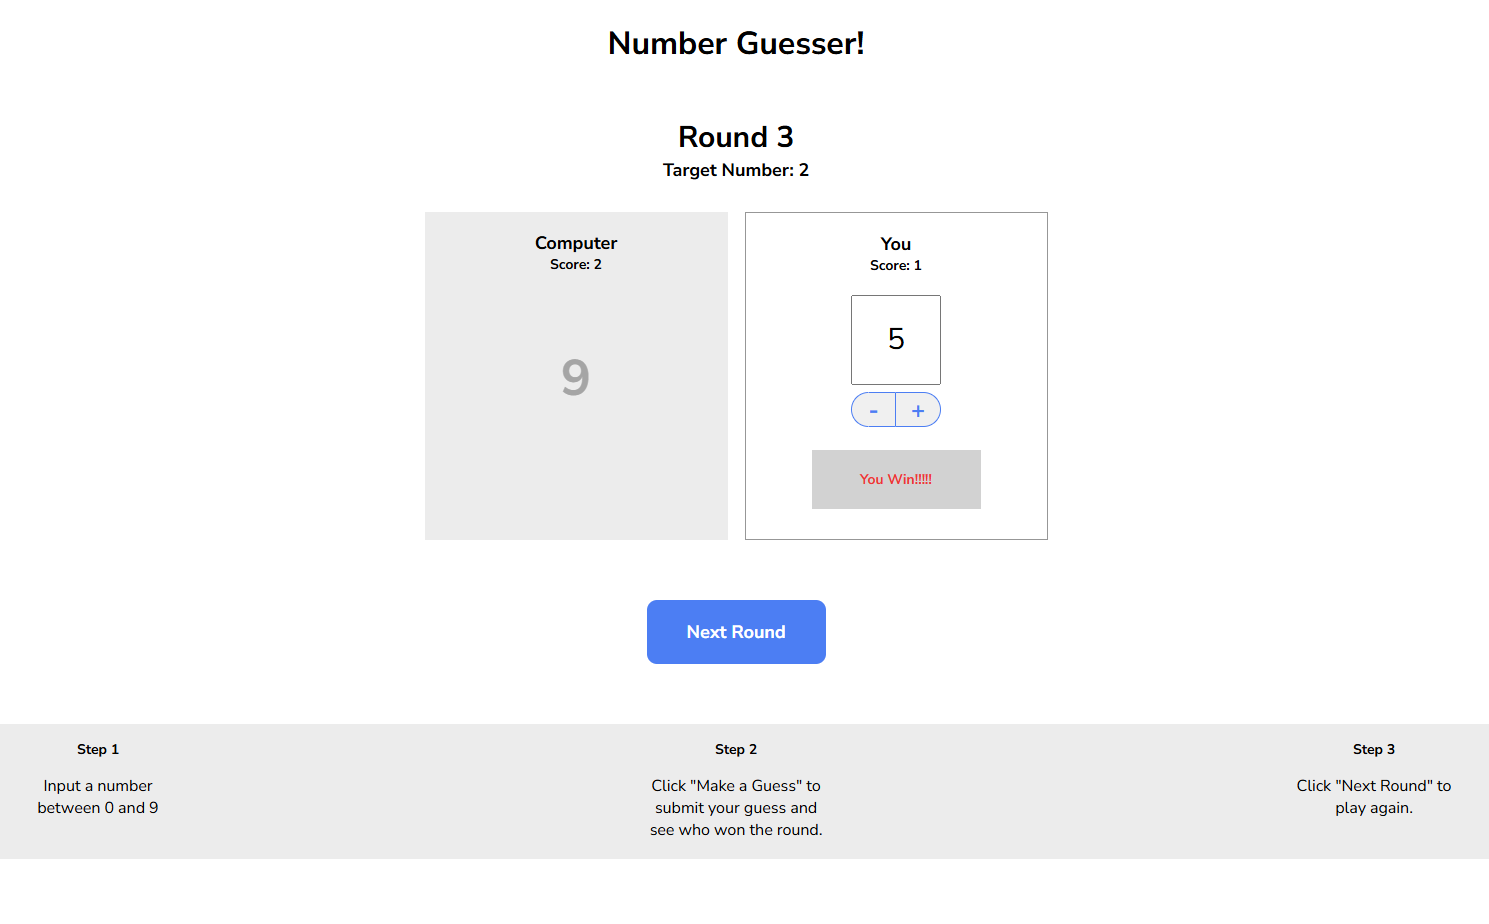 Number Guesser!
Round 3
Target Number: 2
Computer
Score: 2
9
You
Score: 1
5
- +
You Win!!!!!
Next Round
Step 1
Input a number
between 0 and 9
Step 2
Click "Make a Guess" to
submit your guess and
see who won the round.
Step 3
Click "Next Round" to
play again.